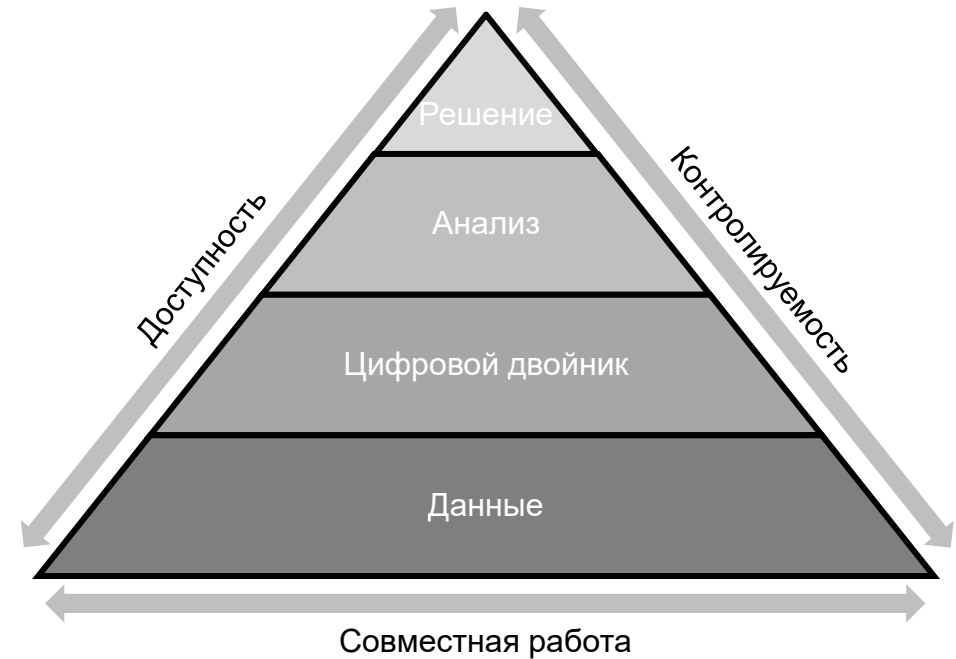 Решение
Доступность
Контролируемость
Анализ
Цифровой двойник
Данные
Совместная работа